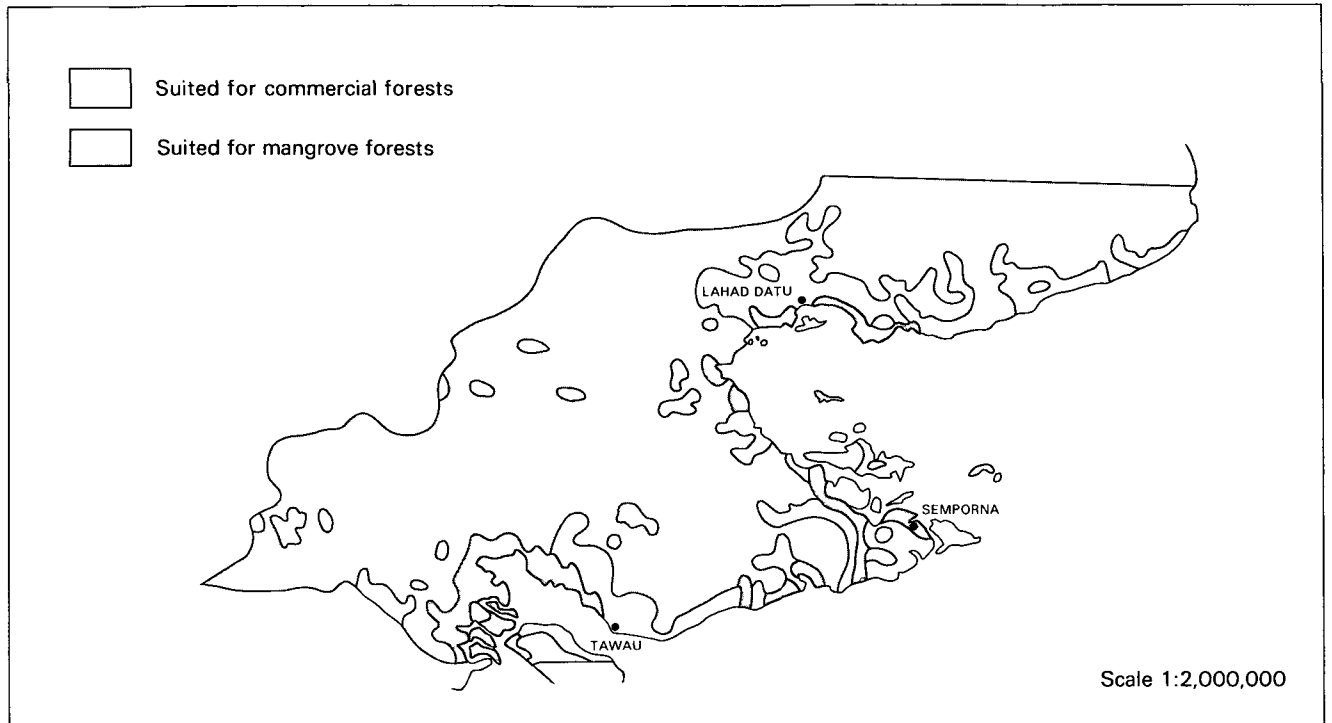 Suited for commercial forests
Suited for mangrove forests
LAHAD DATU
SEMPORNA
TAWAU
Scale 1:2,000,000